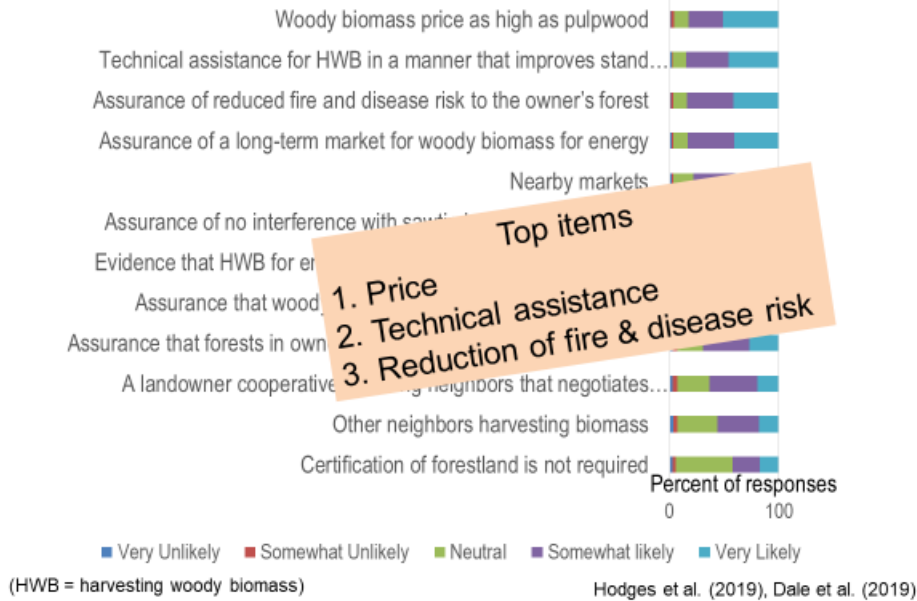 Woody biomass price as high as pulpwood
Technical assistance for HWB in a manner that improves stand…
Assurance of reduced fire and disease risk to the owner's forest
Assurance of a long-term market for woody biomass for energy
Nearby markets
Assurance of no interference with
Evidence that HWB for
Assurance that
Assurance that forests in
A landowner cooperative neighbors that negotiates…
Other neighbors harvesting biomass
Certification of forestland is not required
Top items
1. Price
2. Technical assistance
3. Reduction of fire & disease risk
Percent of responses
0 100
Very Unlikely Somewhat Unlikely Neutral Somewhat likely Very Likely
(HWB = harvesting woody biomass)
Hodges et al. (2019), Dale et al. (2019)